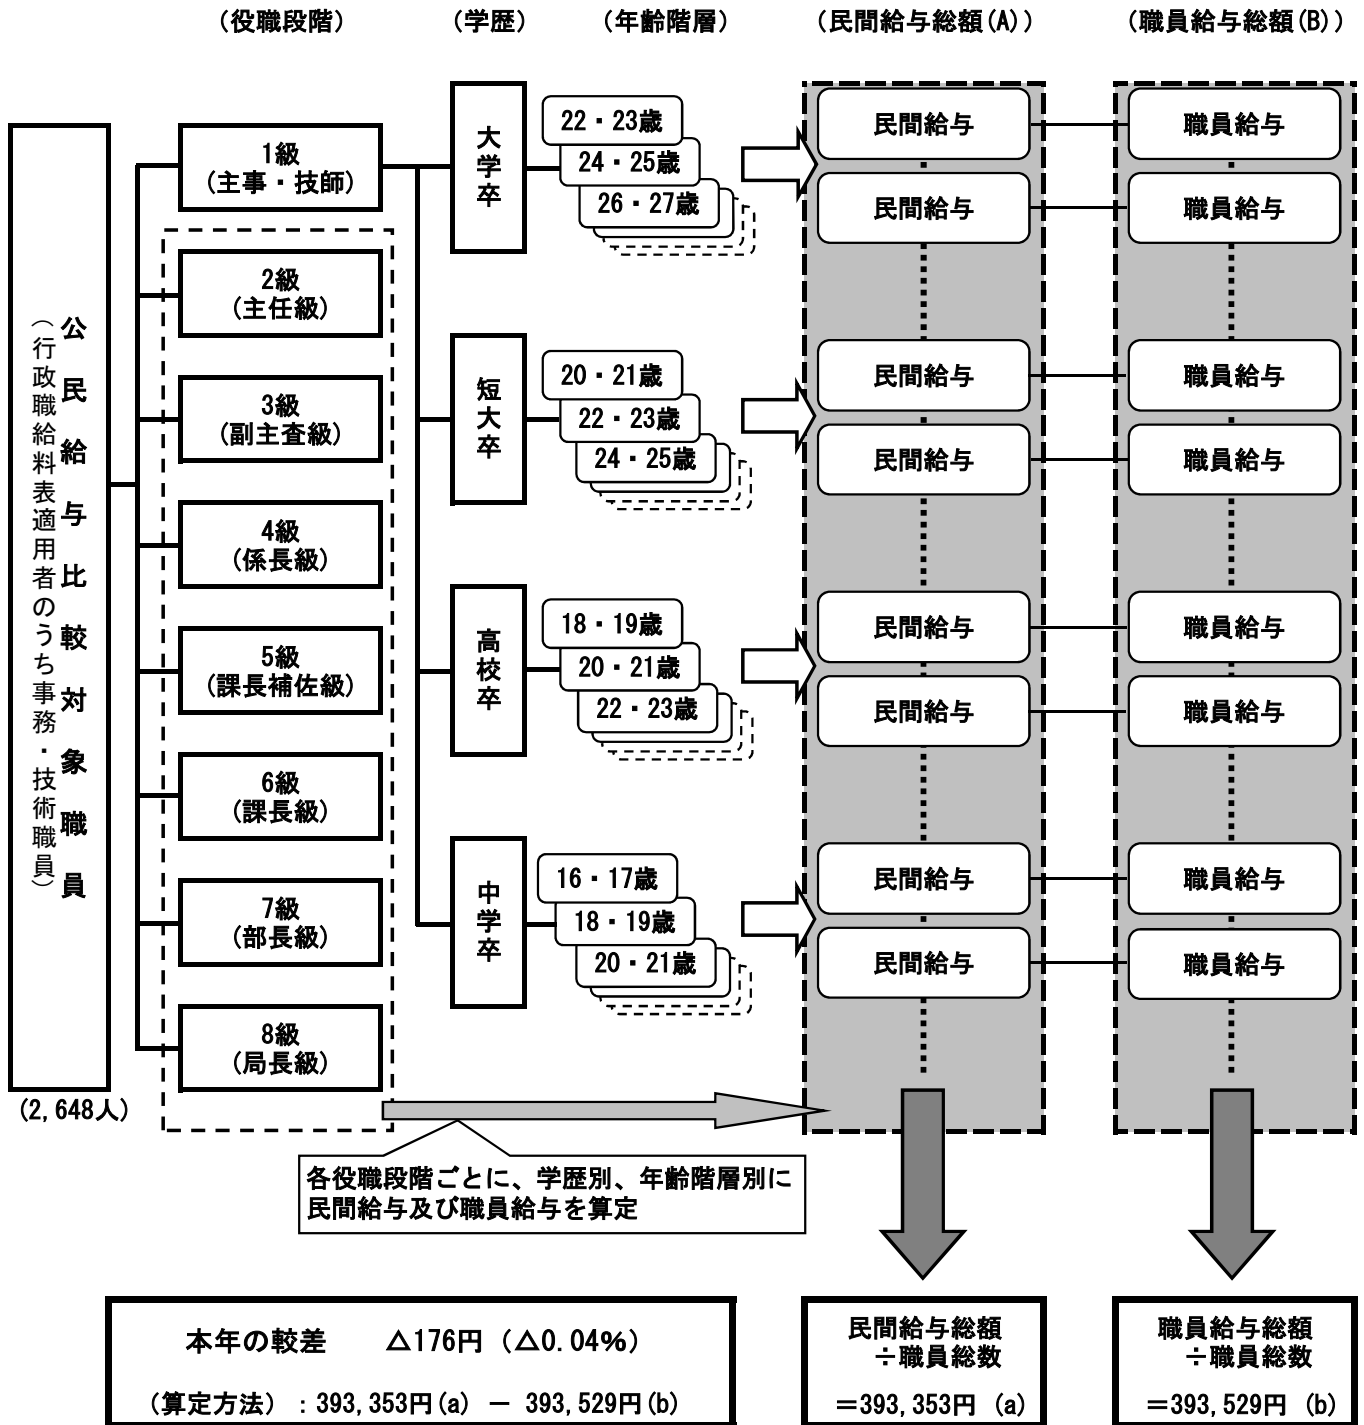 (役職段階) (学歴) (年齢階層) (民間給与総額(A)) (職員給与総額(B))
公民給与比較対象職員
(行政職給料表適用者のうち事務・技術職員)
(2,648人)
1級
(主事・技師)
2級
(主任級)
3級
(副主査級)
4級
(係長級)
5級
(課長補佐級)
6級
(課長級)
7級
(部長級)
8級
(局長級)
大学卒
22・23歳
24・25歳
26・27歳
民間給与 職員給与
民間給与 職員給与
短大卒
20・21歳
22・23歳
24・25歳
民間給与 職員給与
民間給与 職員給与
高校卒
18・19歳
20・21歳
22・23歳
民間給与 職員給与
民間給与 職員給与
中学卒
16・17歳
18・19歳
20・21歳
民間給与 職員給与
民間給与 職員給与
各役職段階ごとに、学歴別、年齢階層別に
民間給与及び職員給与を算定
本年の較差 △176円(△0.04%)
(算定方法):393,353円(a) － 393,529円(b)
民間給与総額
÷職員総数
＝393,353円 (a)
職員給与総額
÷職員総数
＝393,529円 (b)